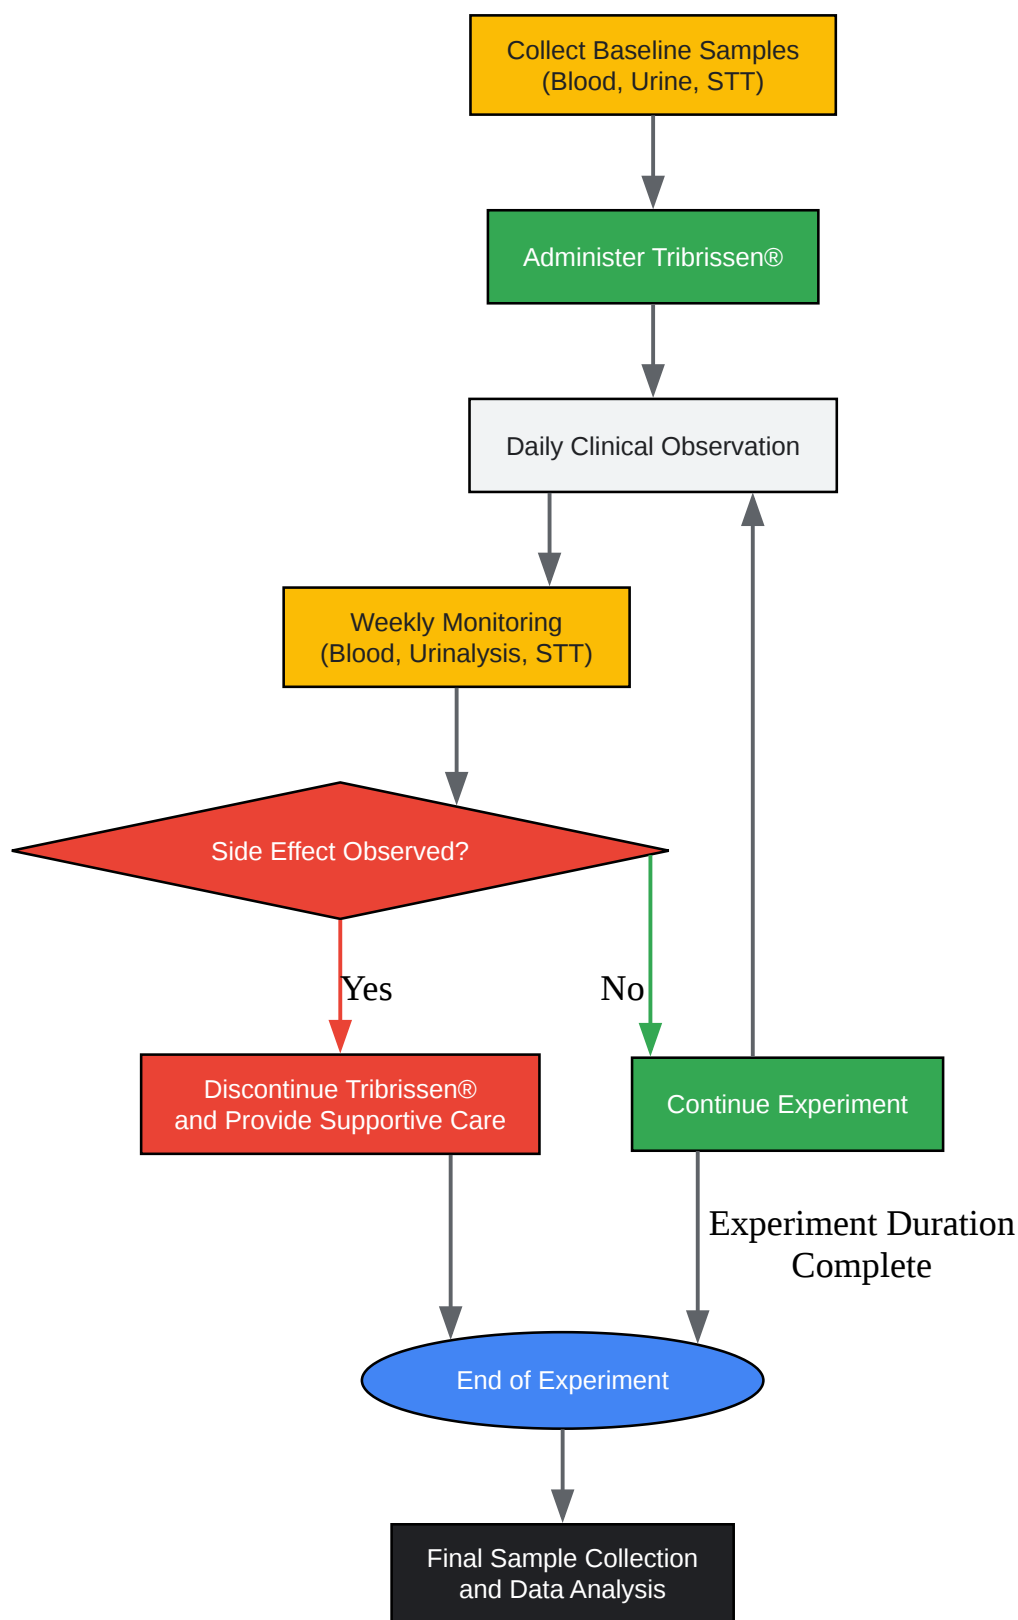 Collect Baseline Samples
(Blood, Urine, STT)
Administer Tribrissen®
Daily Clinical Observation
Weekly Monitoring
(Blood, Urinalysis, STT)
Side Effect Observed?
Yes
No
Discontinue Tribrissen®
and Provide Supportive Care
Continue Experiment
Experiment Duration
Complete
End of Experiment
Final Sample Collection
and Data Analysis